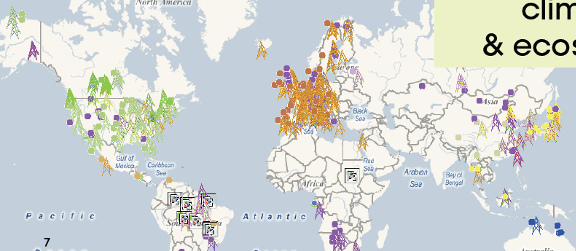 North America
clim
& ecos
Asia
Black
Sea
Sea
Gulf of
Mexico
Caribbean
Sea
Red
Sea
Arabian
Sea
Bay of
Bengal
Africa
Pacific
Atlantic
7